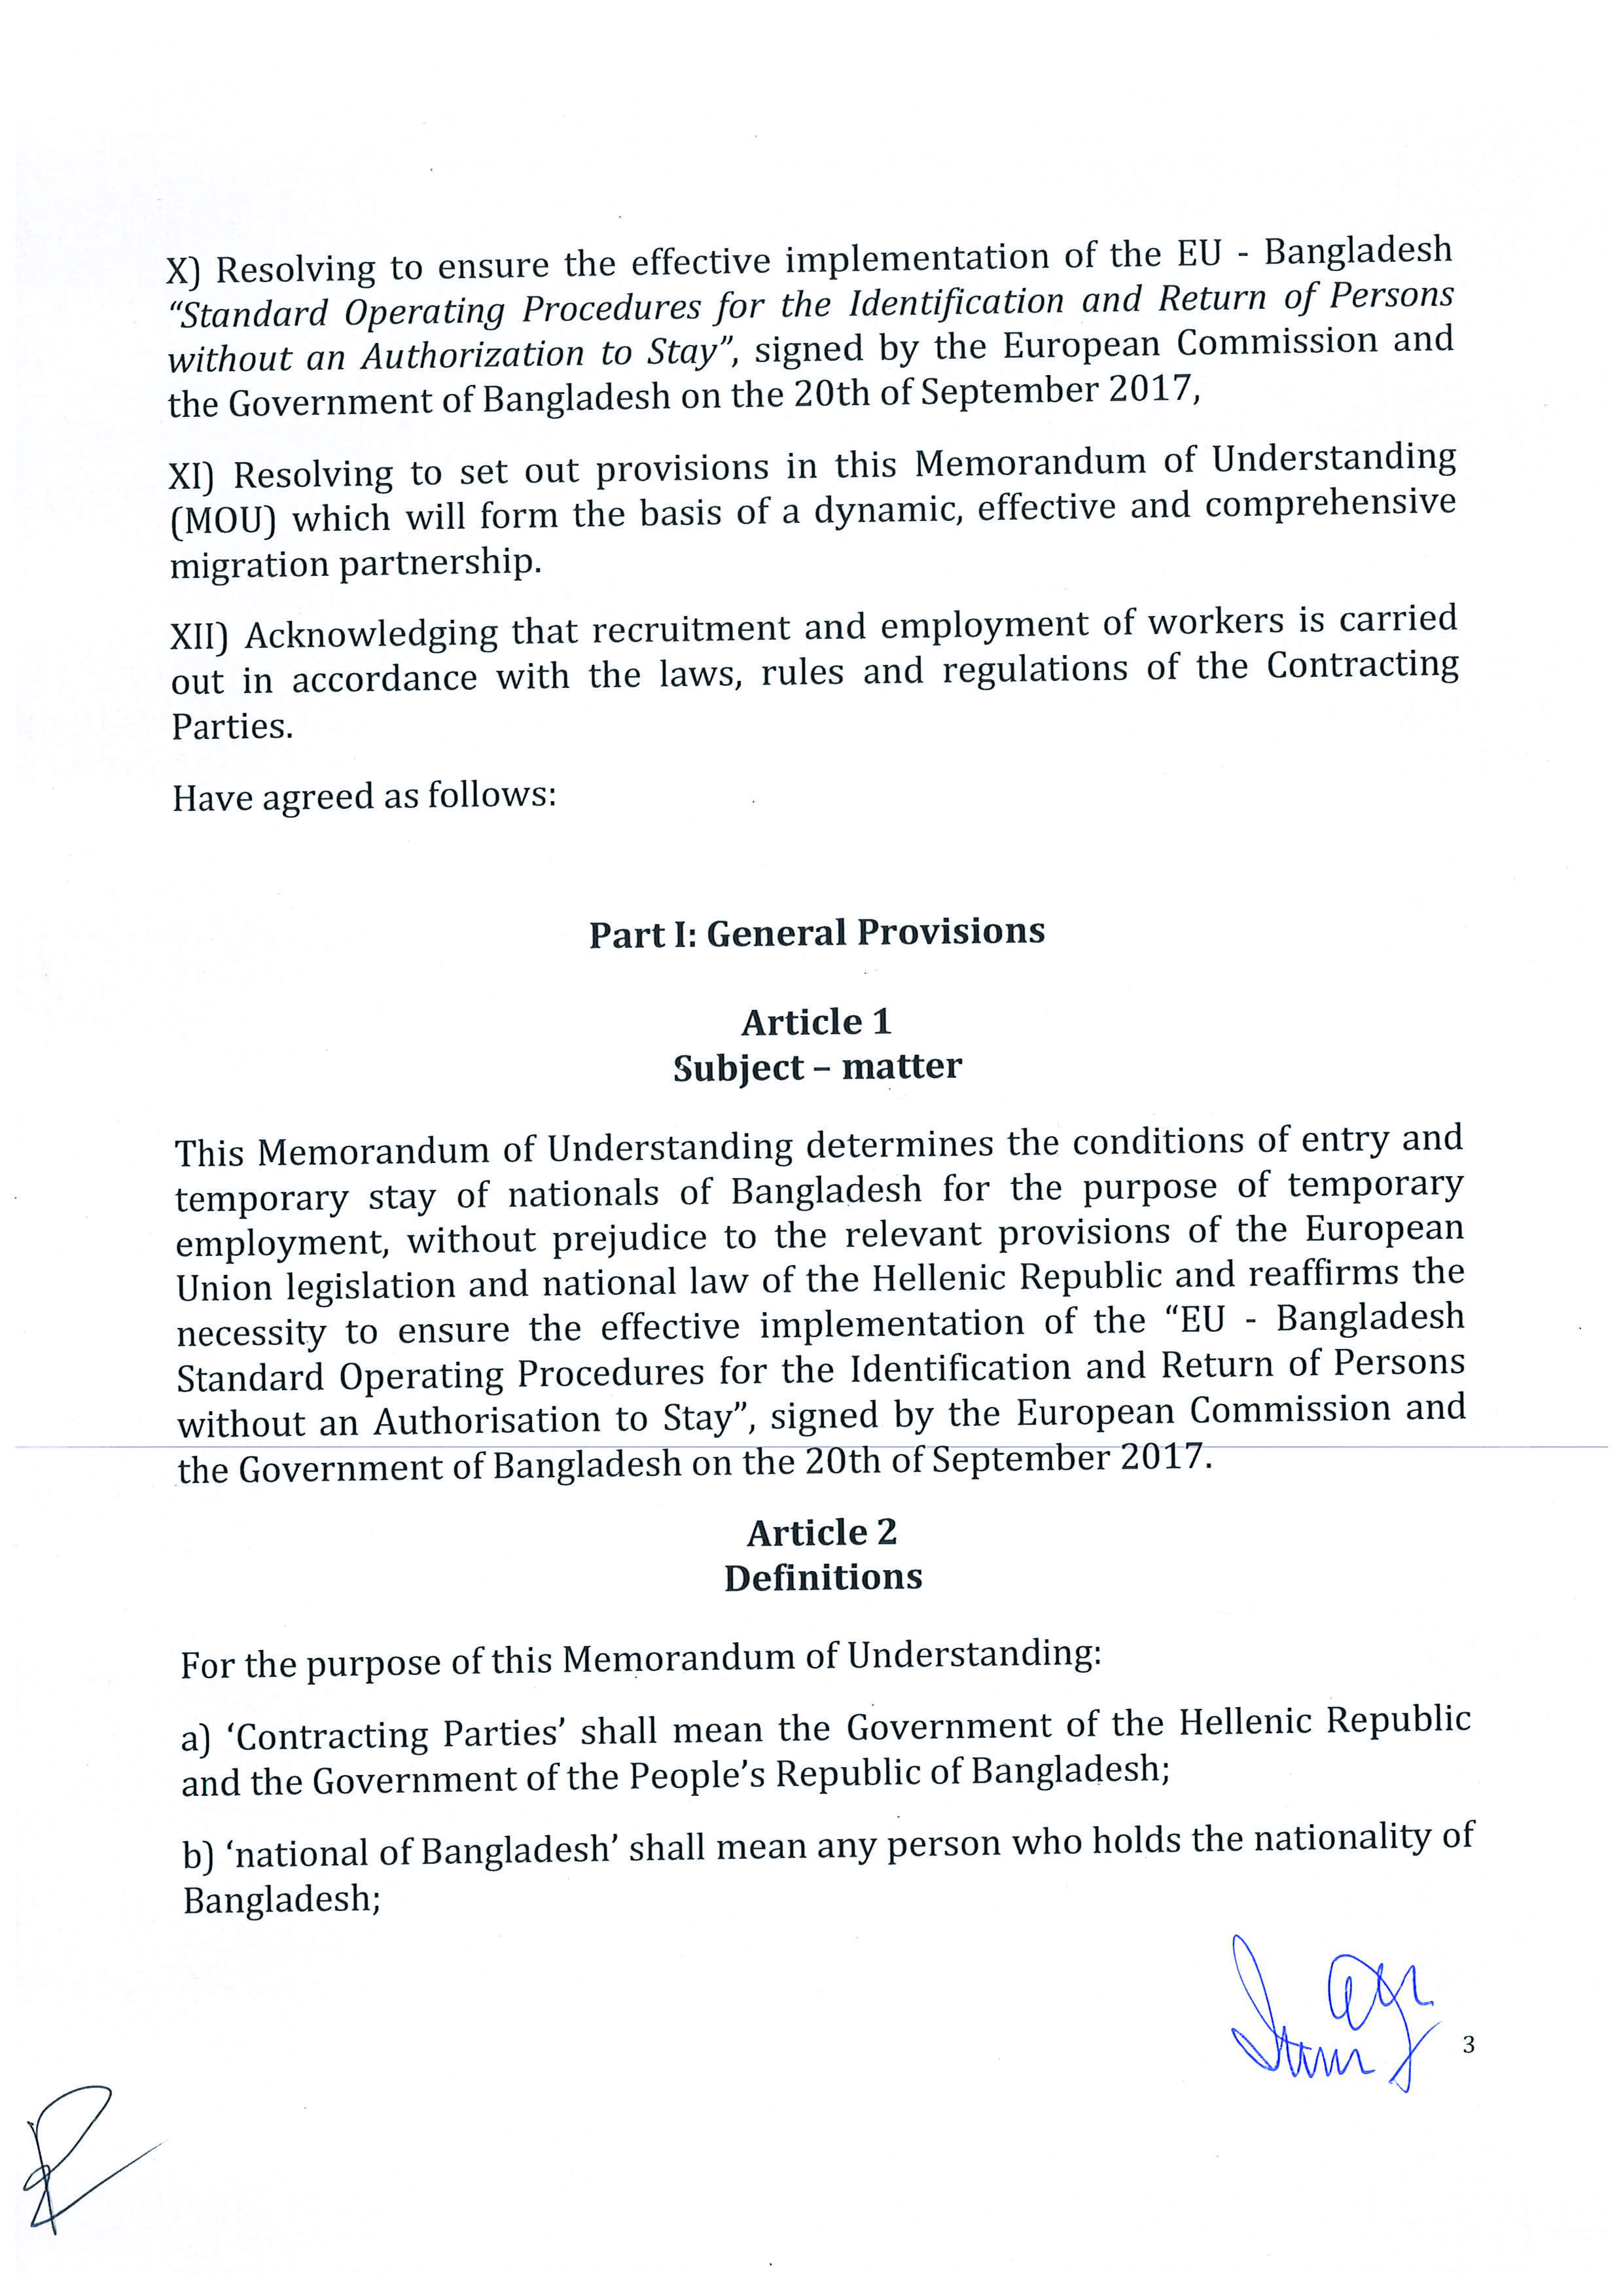 X) Resolving to ensure the effective implementation of the EU - Bangladesh
“Standard Operating Procedures for the Identification and Return of Persons
without an Authorization to Stay”, signed by the European Commission and
the Government of Bangladesh on the 20th of September 2017,
XI) Resolving to set out provisions in this Memorandum of Understanding
(MOU) which will form the basis of a dynamic, effective and comprehensive
migration partnership.
XII) Acknowledging that recruitment and employment of workers is carried
out in accordance with the laws, rules and regulations of the Contracting
Parties.
Have agreed as follows:
Part I: General Provisions
Article 1
Subject – matter
This Memorandum of Understanding determines the conditions of entry and
temporary stay of nationals of Bangladesh for the purpose of temporary
employment, without prejudice to the relevant provisions of the European
Union legislation and national law of the Hellenic Republic and reaffirms the
necessity to ensure the effective implementation of the “EU - Bangladesh
Standard Operating Procedures for the Identification and Return of Persons
without an Authorisation to Stay”, signed by the European Commission and
the Government of Bangladesh on the 20th of September 2017.
Article 2
Definitions
For the purpose of this Memorandum of Understanding:
a) ‘Contracting Parties’ shall mean the Government of the Hellenic Republic
and the Government of the People’s Republic of Bangladesh;
b) ‘national of Bangladesh’ shall mean any person who holds the nationality of
Bangladesh;
3